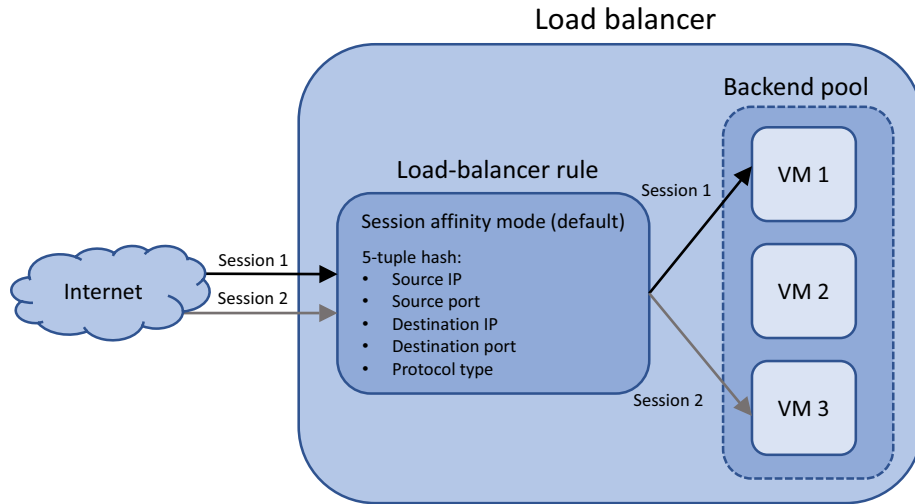 Load balancer
Backend pool
VM 1
Load-balancer rule
Session 1
Session affinity mode (default)
5-tuple hash:
• Source IP
• Source port
• Destination IP
• Destination port
• Protocol type
Session 1
Internet
Session 2
VM 2
Session 2
VM 3